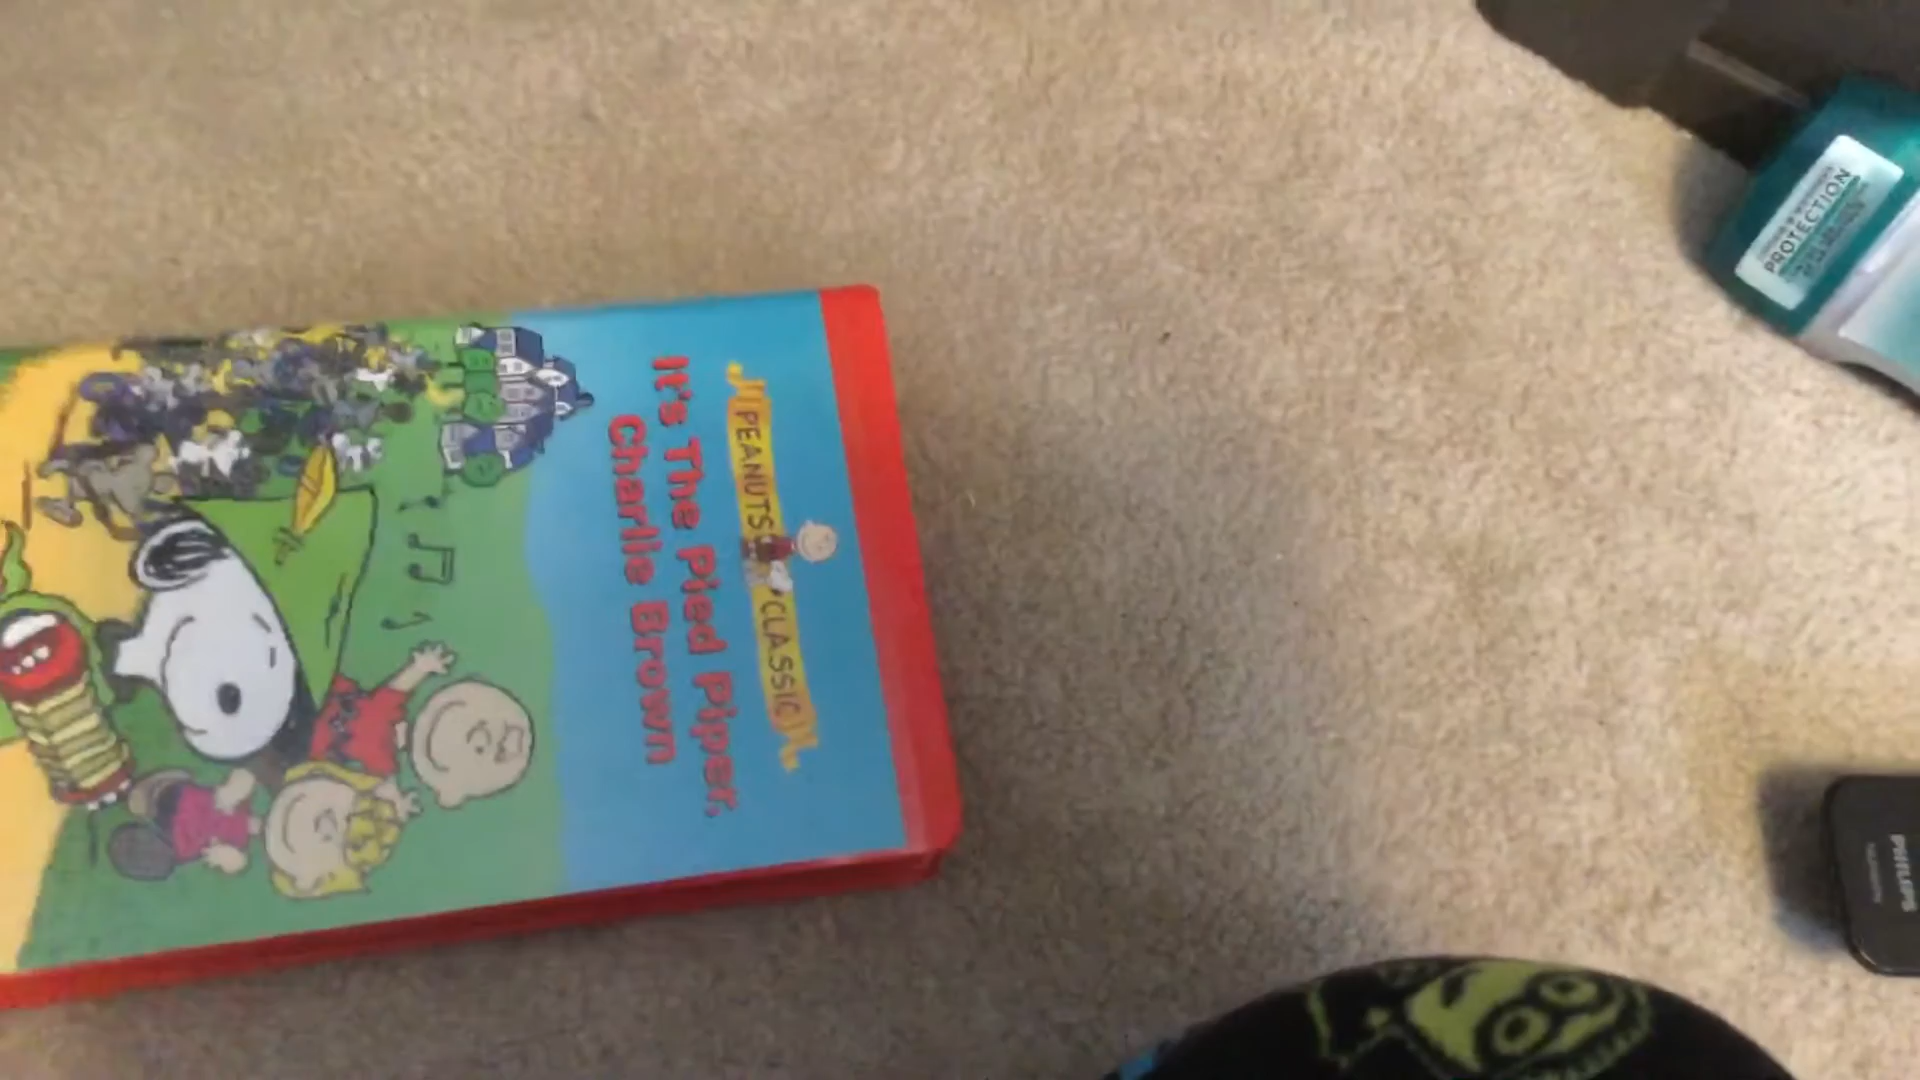 PEANUTS CLASSIC
It's The Pied Piper,
Charlie Brown
PROTECTION
PHILIPS